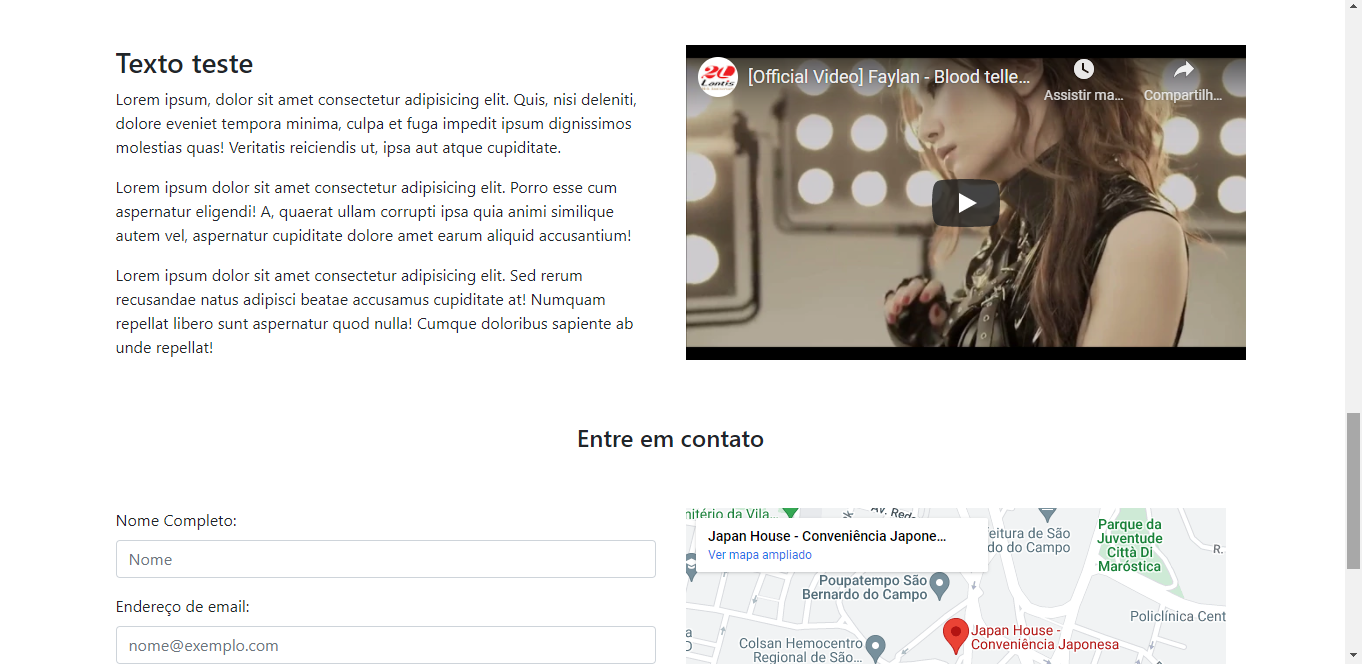 Texto teste
Lorem ipsum, dolor sit amet consectetur adipisicing elit. Quis, nisi deleniti,
dolore eveniet tempora minima, culpa et fuga impedit ipsum dignissimos
molestias quas! Veritatis reiciendis ut, ipsa aut atque cupiditate.
Lorem ipsum dolor sit amet consectetur adipisicing elit. Porro esse cum
aspernatur eligendi! A, quaerat ullam corrupti ipsa quia animi similique
autem vel, aspernatur cupiditate dolore amet earum aliquid accusantium!
Lorem ipsum dolor sit amet consectetur adipisicing elit. Sed rerum
recusandae natus adipisci beatae accusamus cupiditate at! Numquam
repellat libero sunt aspernatur quod nulla! Cumque doloribus sapiente ab
unde repellat!
20
Lantis
[Official Video] Faylan - Blood telle...
Assistir ma...
Compartilh...
Entre em contato
Nome Completo:
Nome
Endereço de email:
nome@exemplo.com
nitério da Vila...
Av. Red
Japan House - Conveniência Japone...
Ver mapa ampliado
eitura de São
do do Campo
Parque da
Juventude
Città Di
Maróstica
R.
Poupatempo São
Bernardo do Campo
Policlínica Cent
Japan House -
Conveniência Japonesa
Colsan Hemocentro
Regional de São...